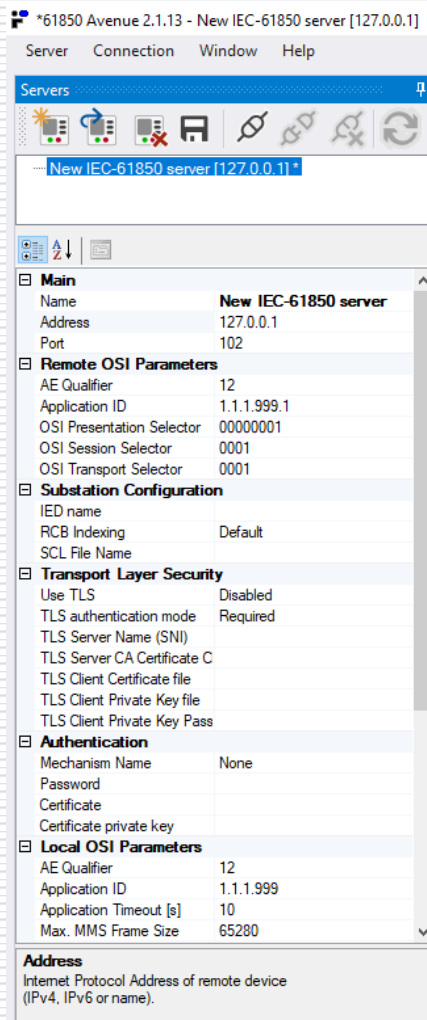 *61850 Avenue 2.1.13 - New IEC-61850 server [127.0.0.1]
Server Connection Window Help
Servers
New IEC-61850 server [127.0.0.1] *
Main
Name New IEC-61850 server
Address 127.0.0.1
Port 102
Remote OSI Parameters
AE Qualifier 12
Application ID 1.1.1.999.1
OSI Presentation Selector 00000001
OSI Session Selector 0001
OSI Transport Selector 0001
Substation Configuration
IED name
RCB Indexing Default
SCL File Name
Transport Layer Security
Use TLS Disabled
TLS authentication mode Required
TLS Server Name (SNI)
TLS Server CA Certificate C
TLS Client Certificate file
TLS Client Private Key file
TLS Client Private Key Pass
Authentication
Mechanism Name None
Password
Certificate
Certificate private key
Local OSI Parameters
AE Qualifier 12
Application ID 1.1.1.999
Application Timeout [s] 10
Max. MMS Frame Size 65280
Address
Internet Protocol Address of remote device
(IPv4, IPv6 or name).